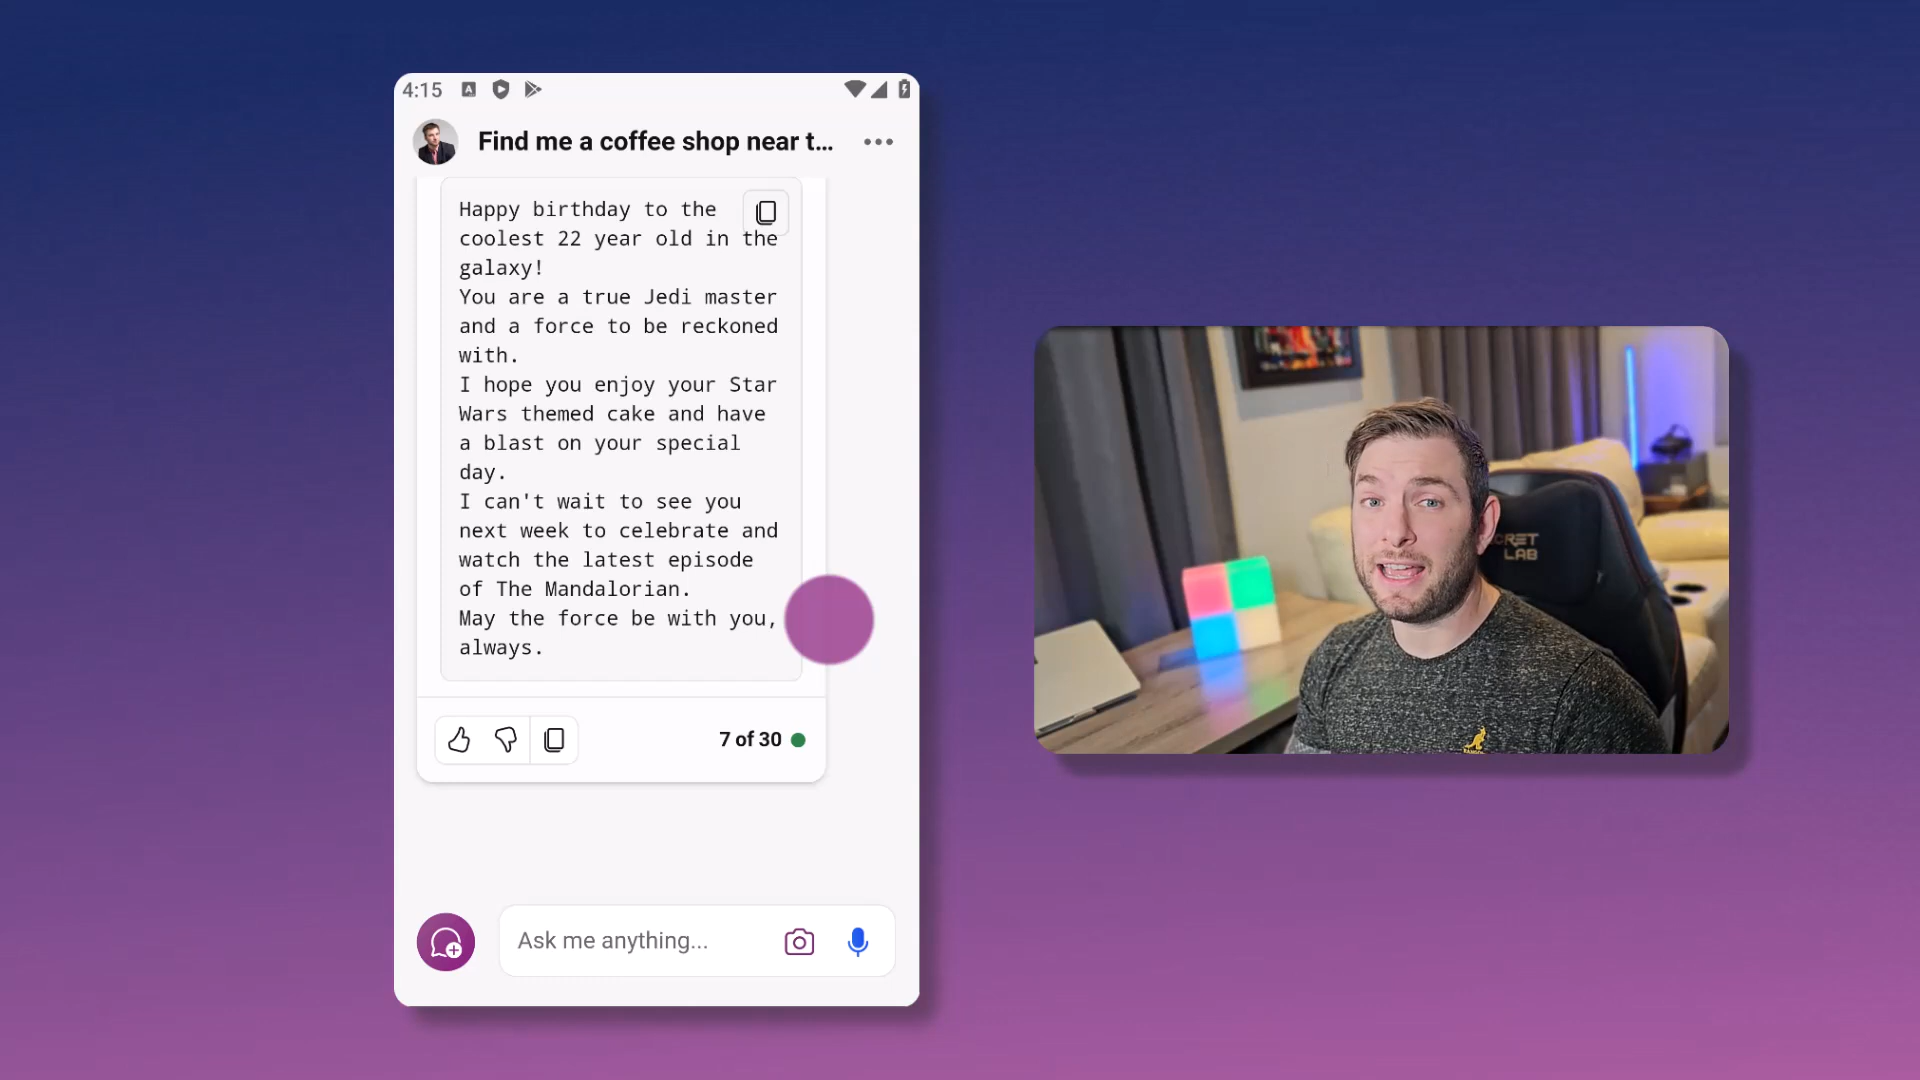 4:15
Find me a coffee shop near t...
Happy birthday to the
coolest 22 year old in the
galaxy!
You are a true Jedi master
and a force to be reckoned
with.
I hope you enjoy your Star
Wars themed cake and have
a blast on your special
day.
I can't wait to see you
next week to celebrate and
watch the latest episode
of The Mandalorian.
May the force be with you,
always.
7 of 30
Ask me anything...
CRET
LAB